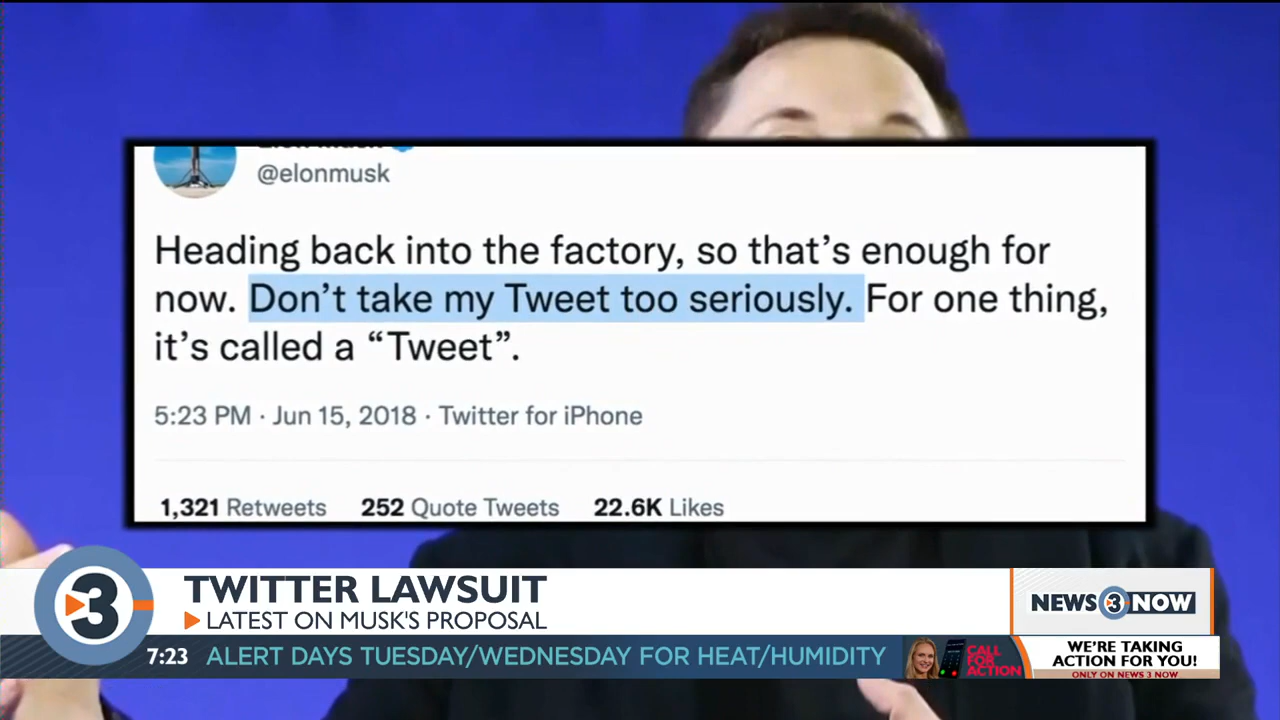 @elonmusk
Heading back into the factory, so that’s enough for
now. Don’t take my Tweet too seriously. For one thing,
it’s called a “Tweet”.
5:23 PM · Jun 15, 2018 · Twitter for iPhone
1,321 Retweets 252 Quote Tweets 22.6K Likes
3
TWITTER LAWSUIT
LATEST ON MUSK'S PROPOSAL
NEWS 3 NOW
7:23 ALERT DAYS TUESDAY/WEDNESDAY FOR HEAT/HUMIDITY
CALL
FOR
ACTION
WE'RE TAKING
ACTION FOR YOU!
ONLY ON NEWS 3 NOW